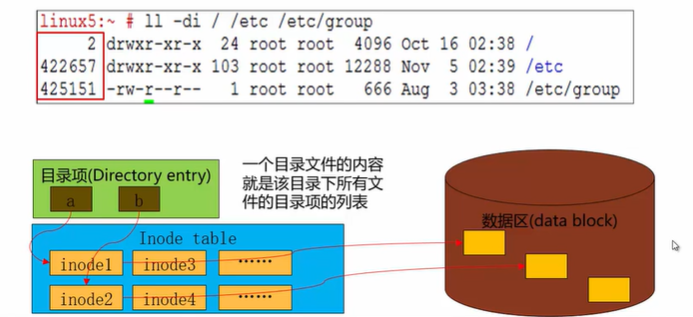 linux5:~ # ll -di / /etc /etc/group
2 drwxr-xr-x 24 root root 4096 Oct 16 02:38 /
422657 drwxr-xr-x 103 root root 12288 Nov 5 02:39 /etc
425151 -rw-r--r-- 1 root root 666 Aug 3 03:38 /etc/group
目录项(Directory entry)
a b
一个目录文件的内容
就是该目录下所有文
件的目录项的列表
Inode table
inode1 inode3 ……
inode2 inode4 ……
数据区(data block)